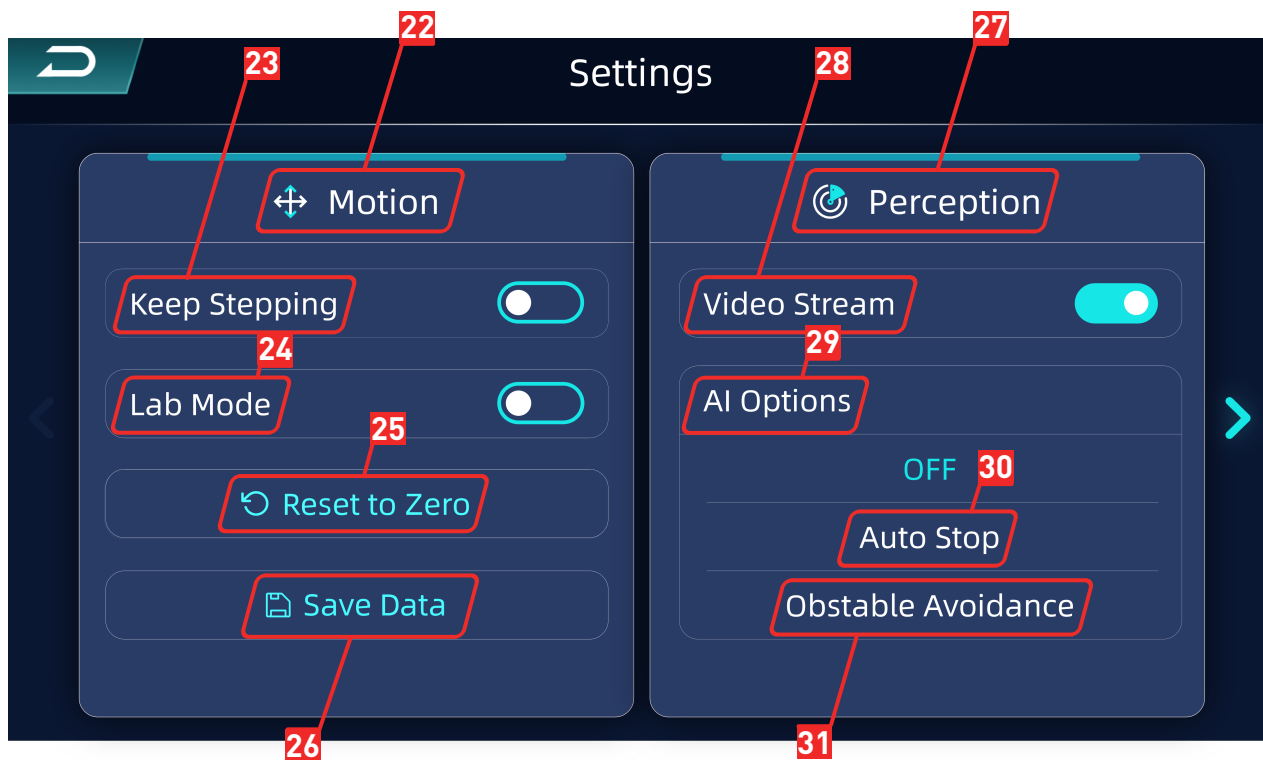 22
27
23
Settings
28
Motion
Perception
Keep Stepping
Video Stream
24
29
Lab Mode
AI Options
25
OFF
30
Reset to Zero
Auto Stop
Save Data
Obstable Avoidance
26
31